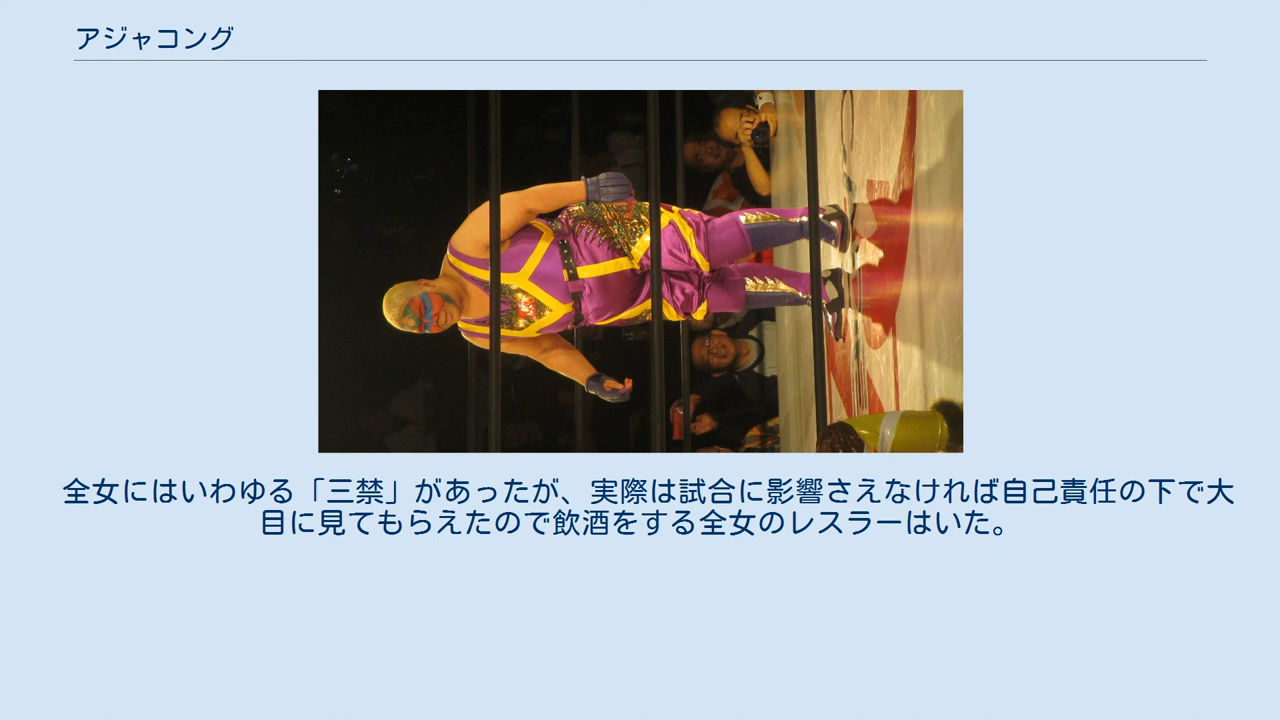 アジャコング
全女にはいわゆる「三禁」があったが、実際は試合に影響さえなければ自己責任の下で大
目に見てもらえたので飲酒をする全女のレスラーはいた。